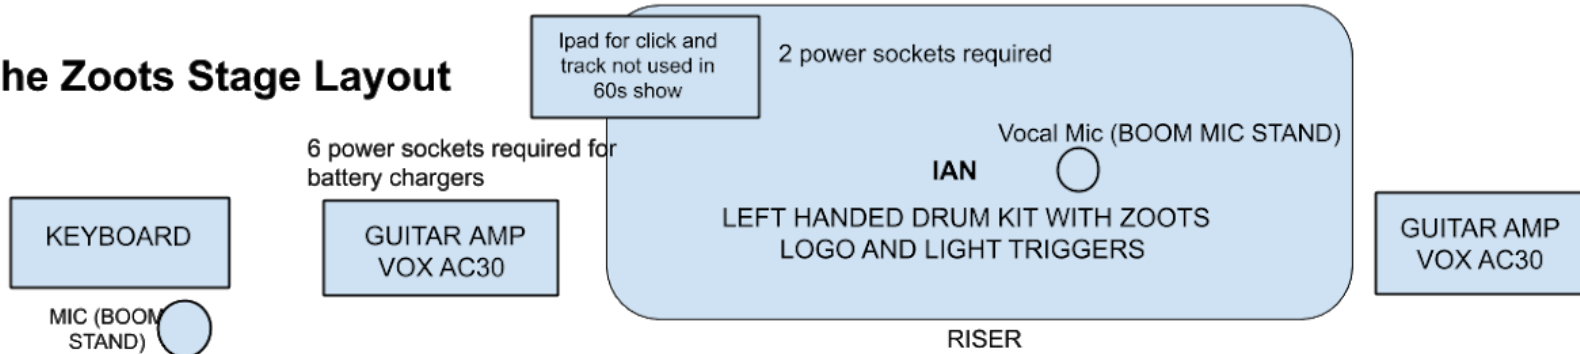 he Zoots Stage Layout
Ipad for click and
track not used in
60s show
2 power sockets required
6 power sockets required for
battery chargers
Vocal Mic (BOOM MIC STAND)
IAN
LEFT HANDED DRUM KIT WITH ZOOTS
LOGO AND LIGHT TRIGGERS
KEYBOARD
GUITAR AMP
VOX AC30
GUITAR AMP
VOX AC30
MIC (BOOM
STAND)
RISER